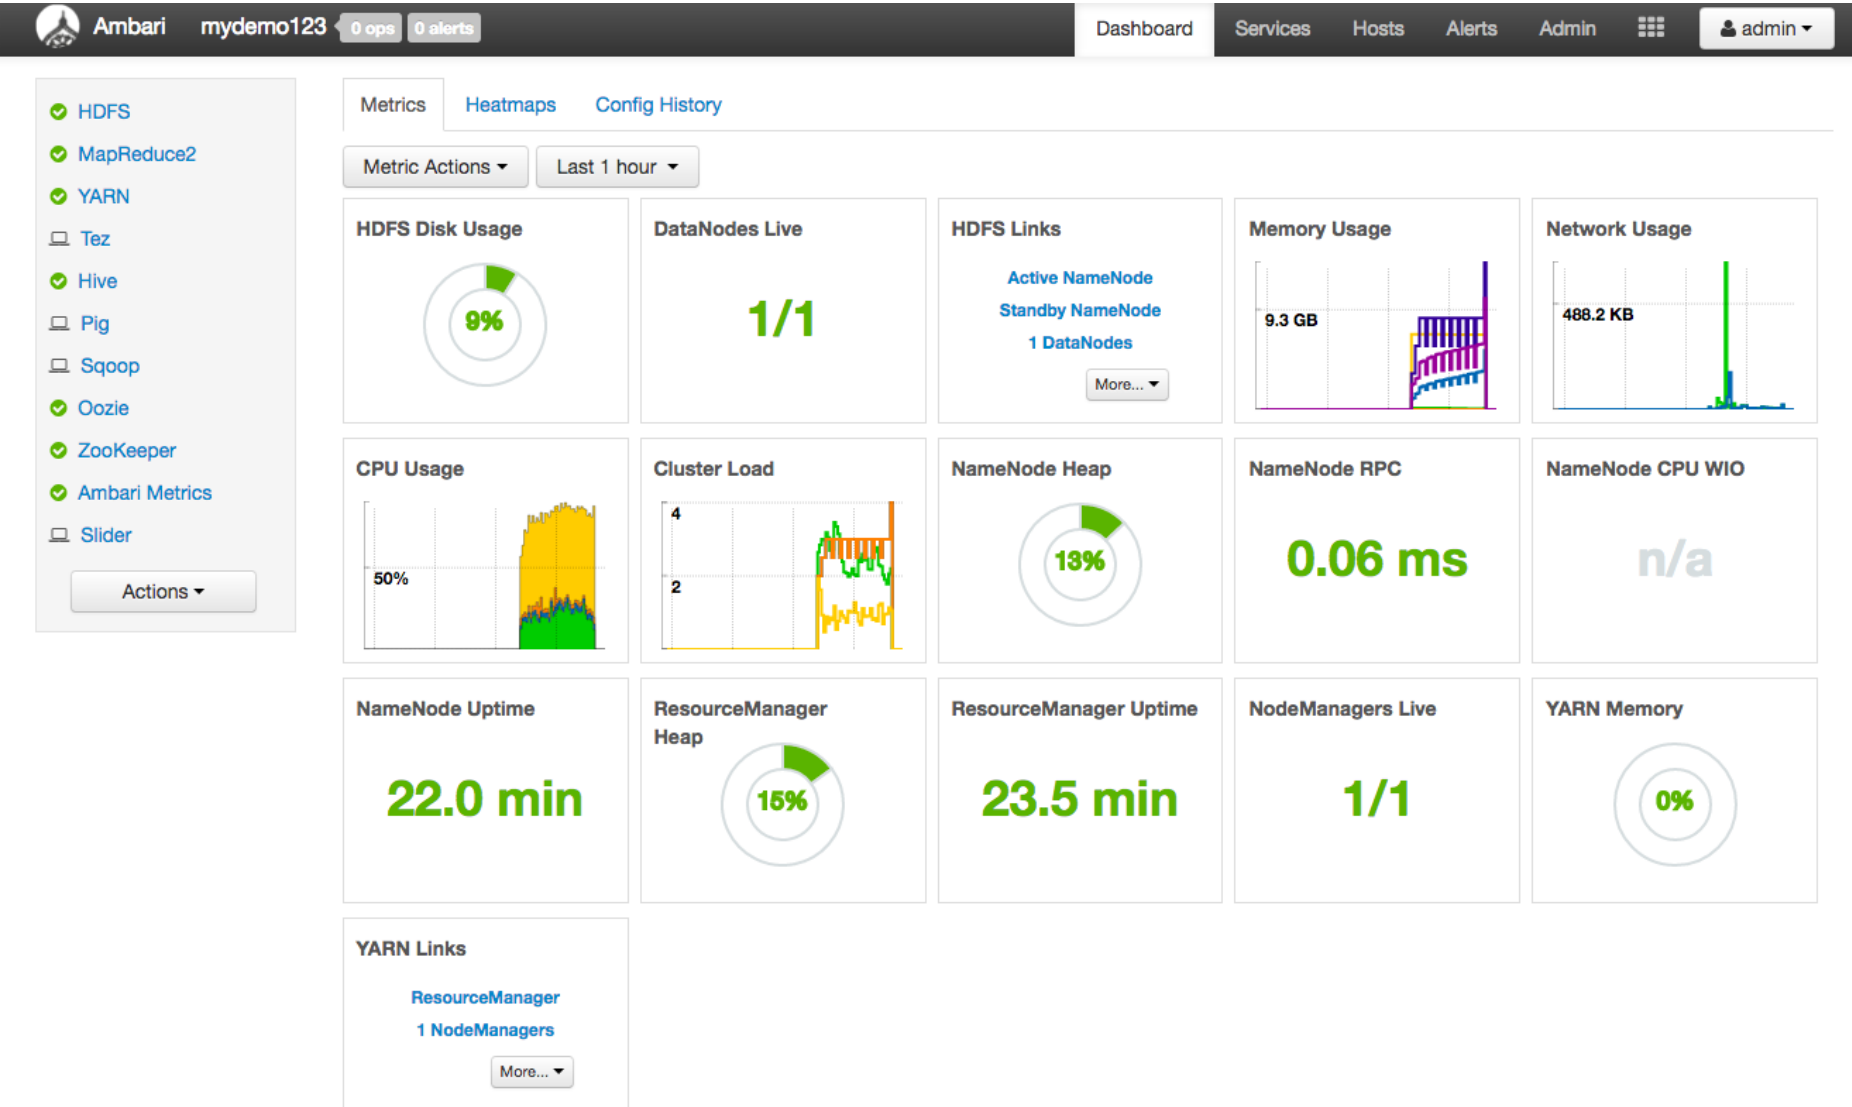 Ambari mydemo123 0 ops 0 alerts Dashboard Services Hosts Alerts Admin admin
HDFS
MapReduce2
YARN
Tez
Hive
Pig
Sqoop
Oozie
ZooKeeper
Ambari Metrics
Slider
Actions
Metrics Heatmaps Config History
Metric Actions Last 1 hour
HDFS Disk Usage
9%
DataNodes Live
1/1
HDFS Links
Active NameNode
Standby NameNode
1 DataNodes
More...
Memory Usage
9.3 GB
Network Usage
488.2 KB
CPU Usage
50%
Cluster Load
4
2
NameNode Heap
13%
NameNode RPC
0.06 ms
NameNode CPU WIO
n/a
NameNode Uptime
22.0 min
ResourceManager
Heap
15%
ResourceManager Uptime
23.5 min
NodeManagers Live
1/1
YARN Memory
0%
YARN Links
ResourceManager
1 NodeManagers
More...